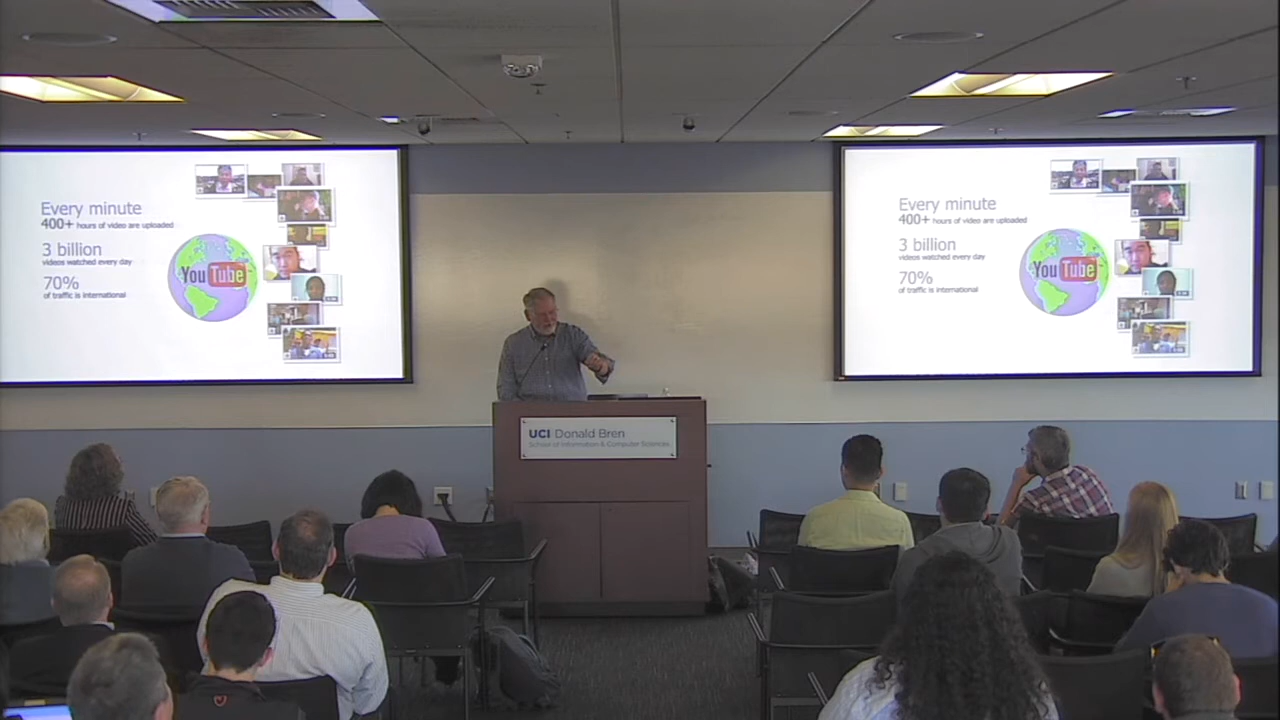 Every minute
400+ hours of video are uploaded
3 billion
videos watched every day
70%
of traffic is international
YouTube
UCI Donald Bren
School of Information & Computer Sciences
Every minute
400+ hours of video are uploaded
3 billion
videos watched every day
70%
of traffic is international
YouTube